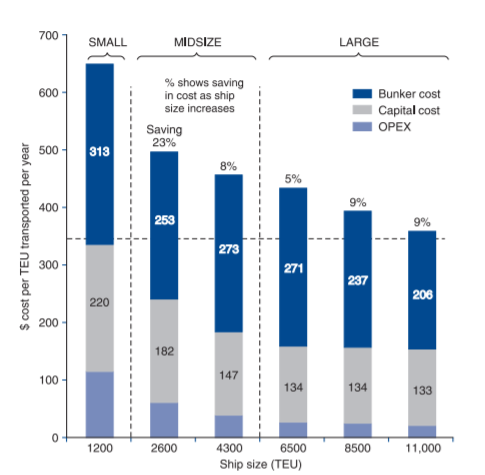 700
SMALL
MIDSIZE
LARGE
% shows saving
in cost as ship
size increases
600
Bunker cost
Capital cost
OPEX
Saving
23%
8%
5%
9%
9%
500
400
300
200
100
0
313
220
253
182
273
147
271
134
237
134
206
133
$ cost per TEU transported per year
1200
2600
4300
6500
8500
11,000
Ship size (TEU)